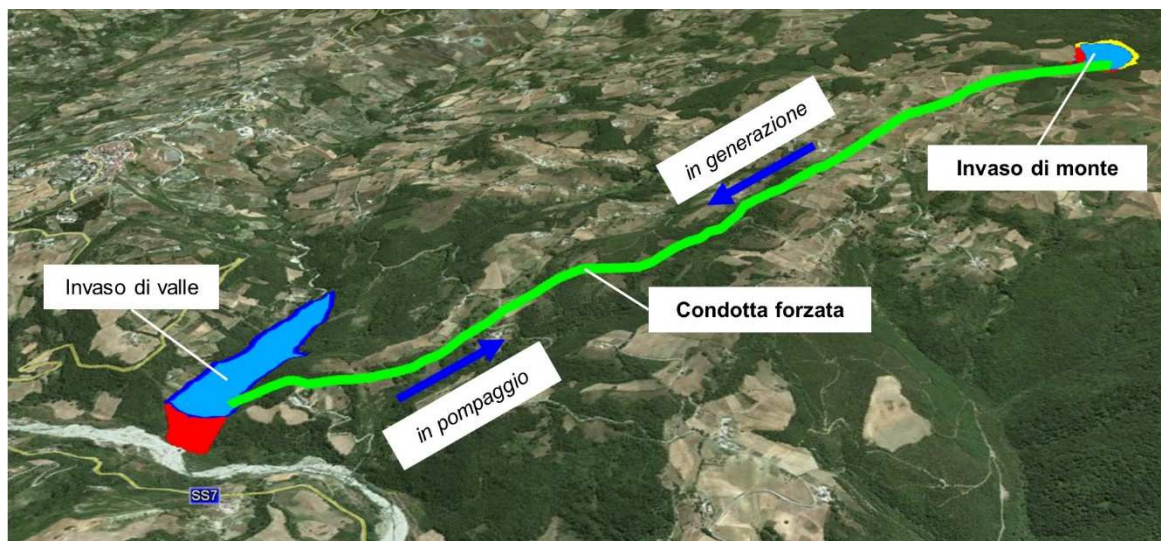 in generazione
Invaso di monte
Invaso di valle
Condotta forzata
in pompaggio
SS7